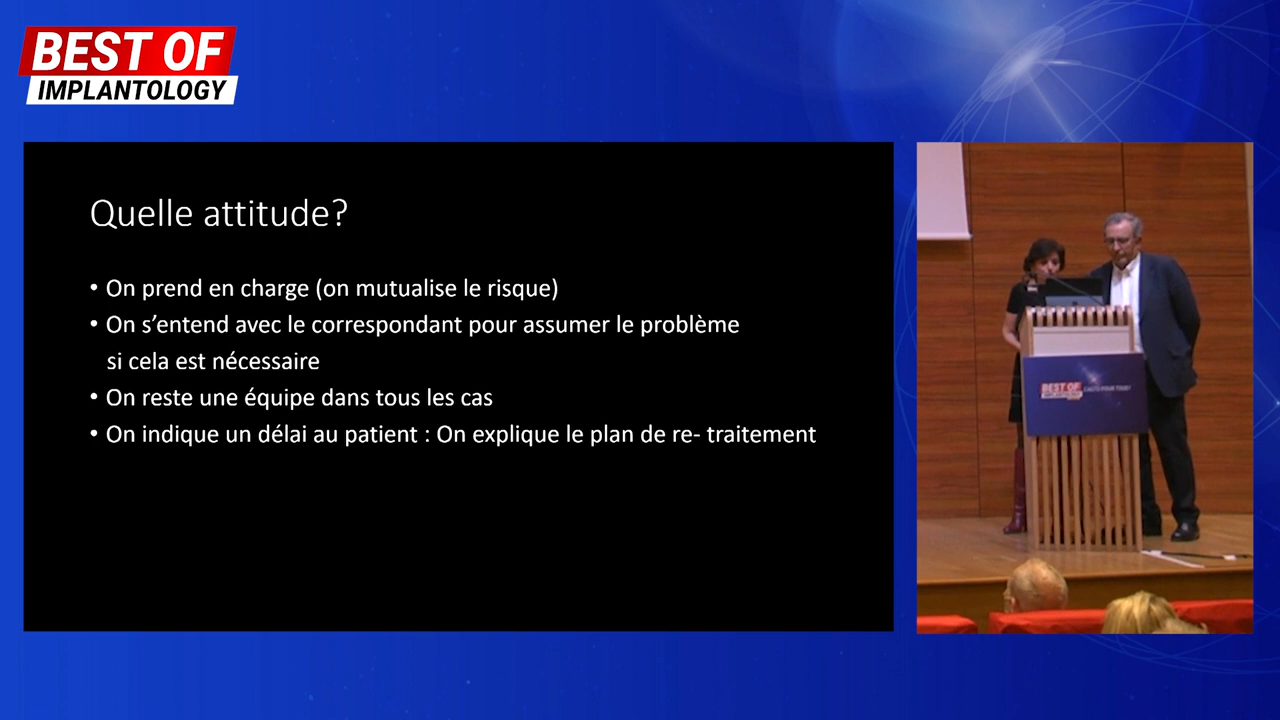 BEST OF
IMPLANTOLOGY
Quelle attitude?
• On prend en charge (on mutualise le risque)
• On s’entend avec le correspondant pour assumer le problème
si cela est nécessaire
• On reste une équipe dans tous les cas
• On indique un délai au patient : On explique le plan de re- traitement
BEST OF
IMPLANTOLOGY